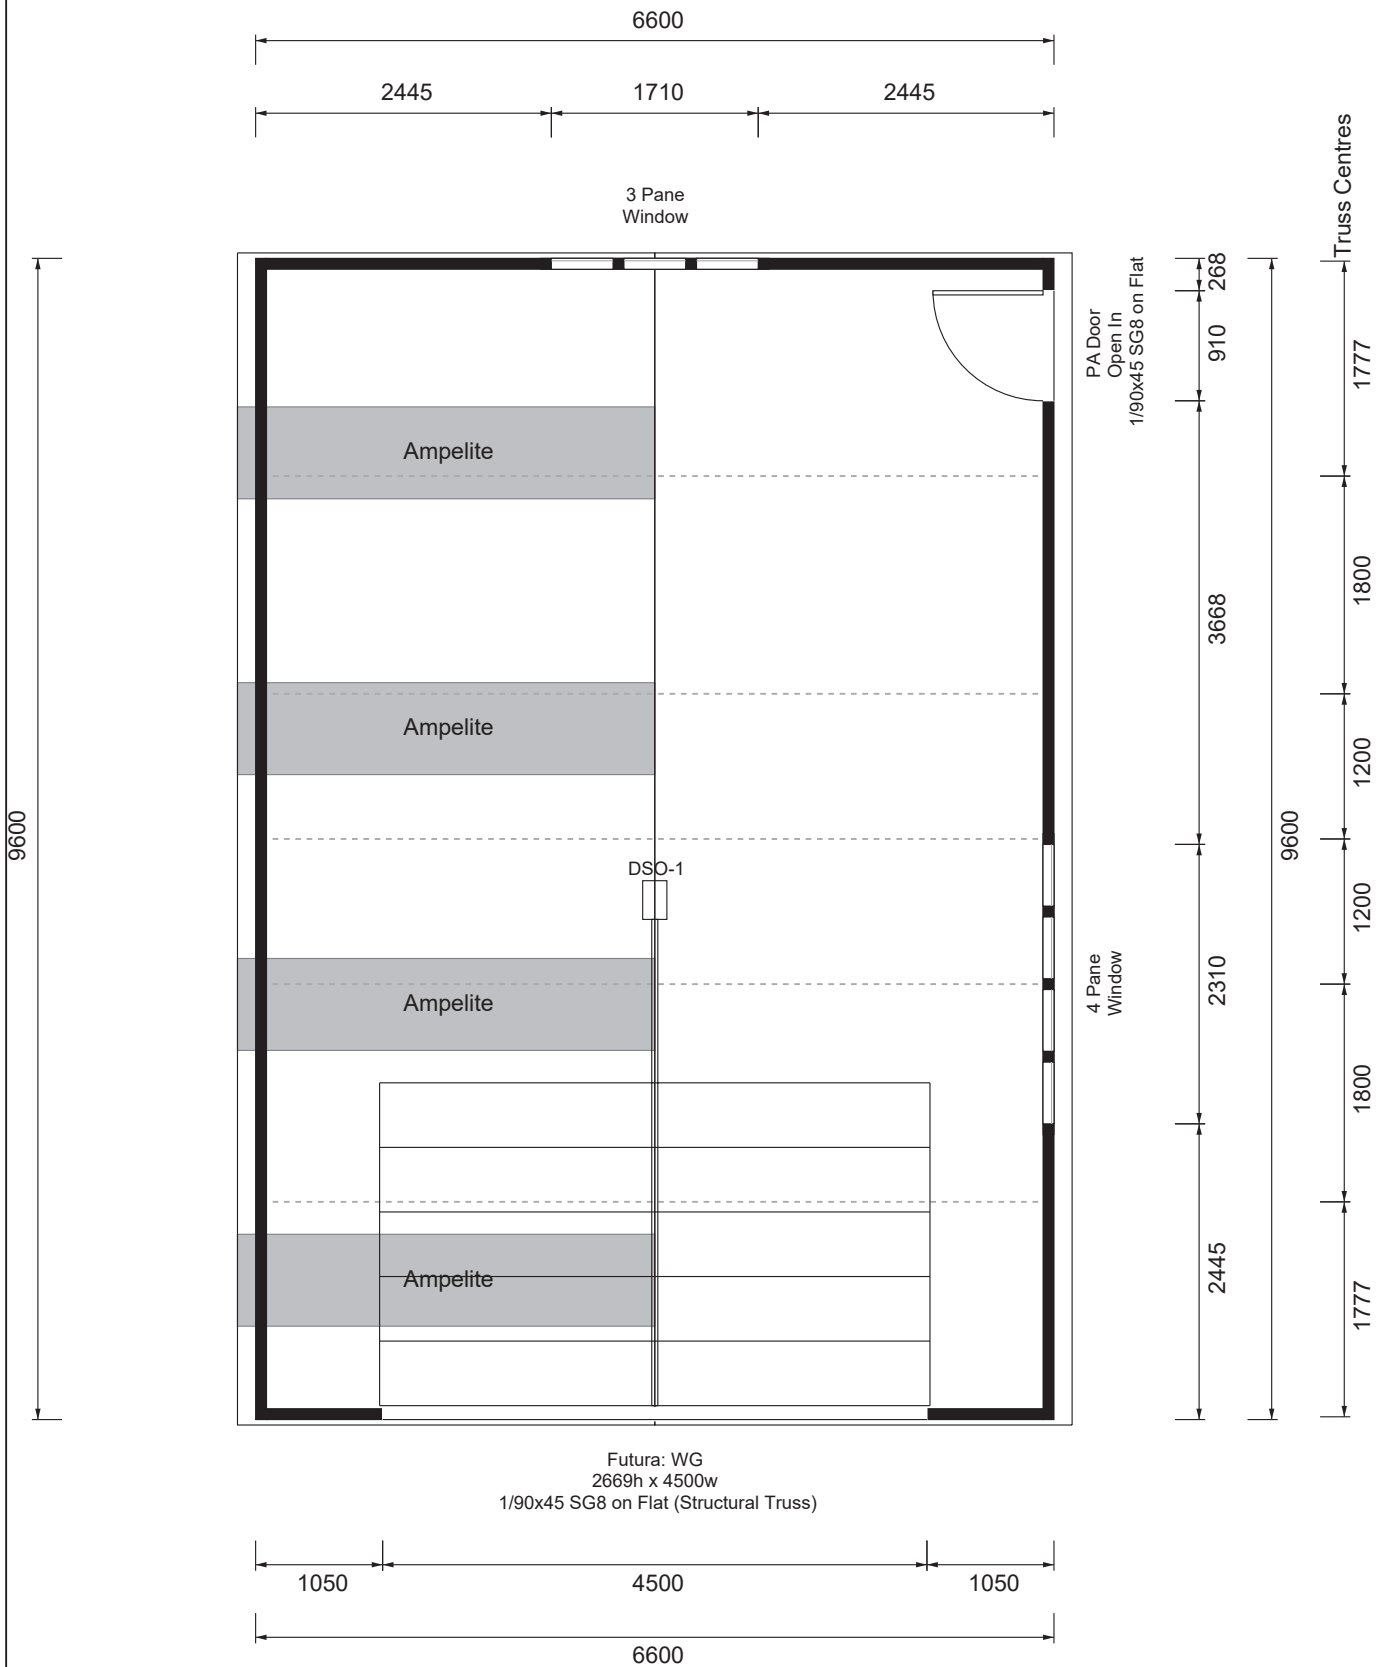 6600
2445 1710 2445
Truss Centres
3 Pane
Window
268
910
3668
2310
2445
9600
9600
1777
1800
1200
1200
1800
1777
PA Door
Open In
1/90x45 SG8 on Flat
Ampelite
Ampelite
DSO-1
4 Pane
Window
Ampelite
Ampelite
Futura: WG
2669h x 4500w
1/90x45 SG8 on Flat (Structural Truss)
1050 4500 1050
6600